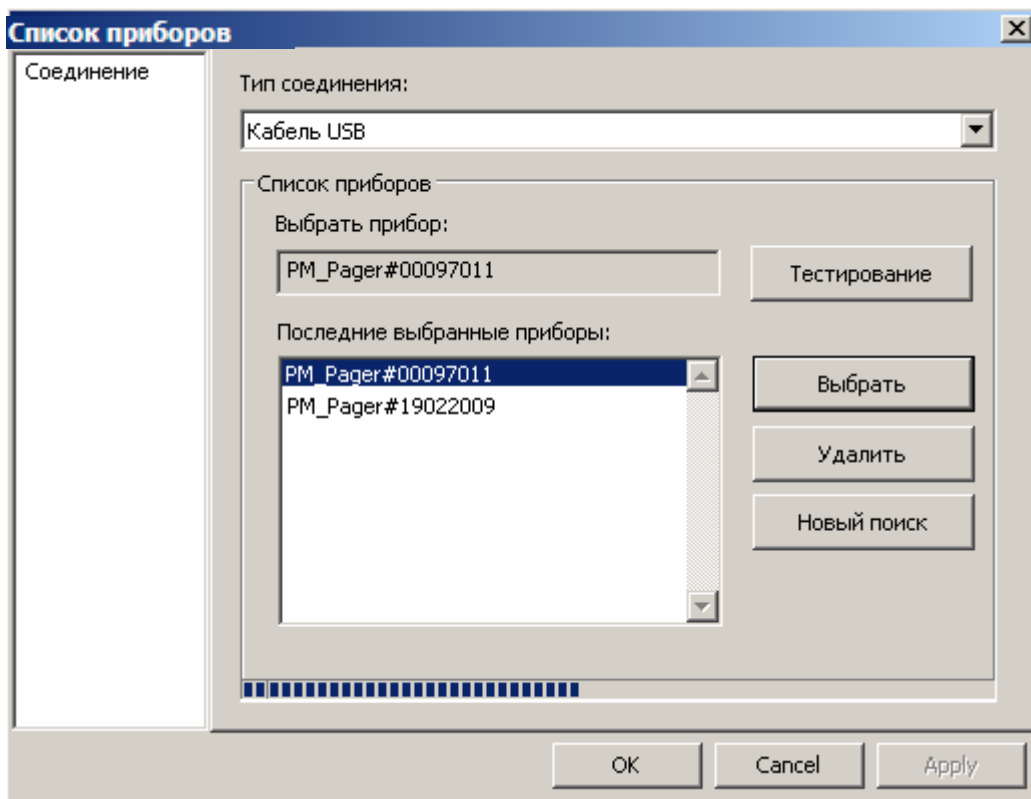 Список приборов
Соединение
Тип соединения:
Кабель USB
Список приборов
Выбрать прибор:
PM_Pager#00097011
Тестирование
Последние выбранные приборы:
PM_Pager#00097011
PM_Pager#19022009
Выбрать
Удалить
Новый поиск
OK
Cancel
Apply